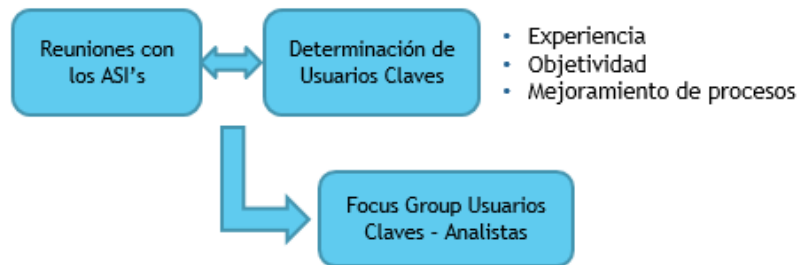 Reuniones con
los ASI's
Determinación de
Usuarios Claves
• Experiencia
• Objetividad
• Mejoramiento de procesos
Focus Group Usuarios
Claves - Analistas